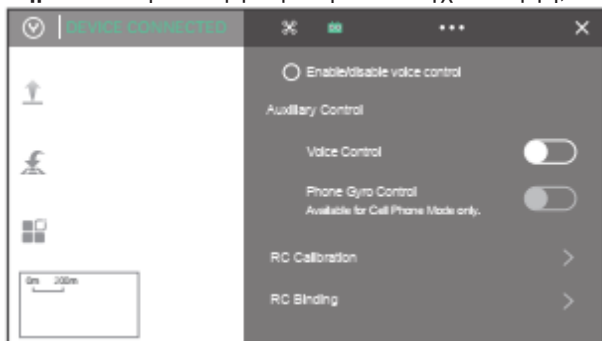 DEVICE CONNECTED
Enable/disable voice control
Auxiliary Control
Voice Control
Phone Gyro Control
Available for Cell Phone Mode only.
RC Calibration
RC Binding
0m 200m